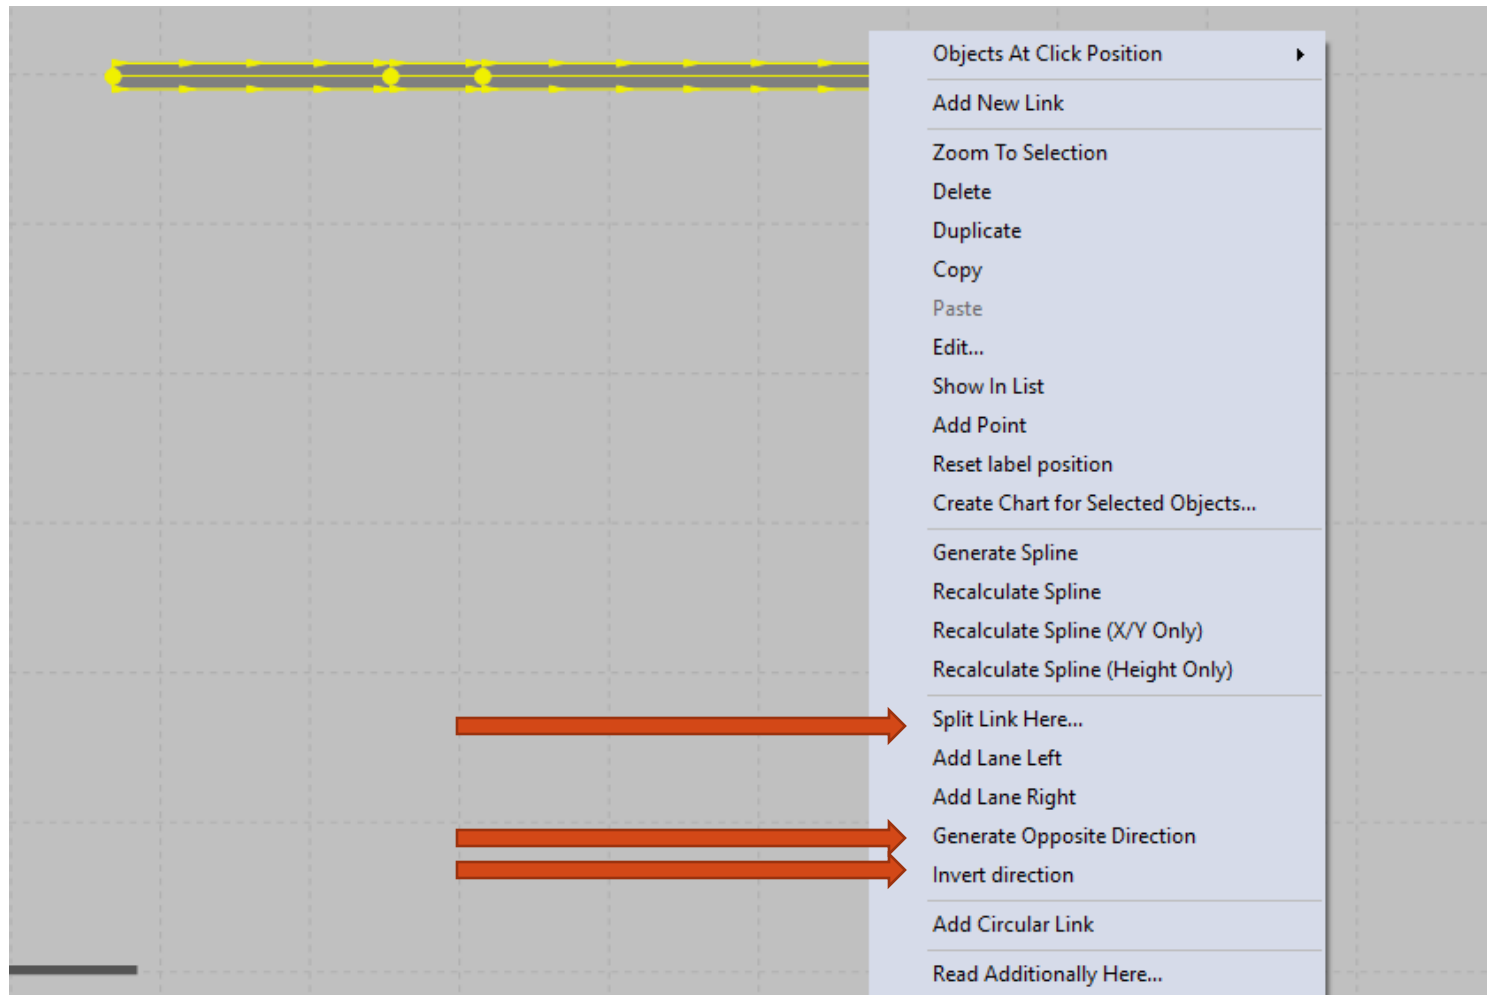 Objects At Click Position
Add New Link
Zoom To Selection
Delete
Duplicate
Copy
Paste
Edit...
Show In List
Add Point
Reset label position
Create Chart for Selected Objects...
Generate Spline
Recalculate Spline
Recalculate Spline (X/Y Only)
Recalculate Spline (Height Only)
Split Link Here...
Add Lane Left
Add Lane Right
Generate Opposite Direction
Invert direction
Add Circular Link
Read Additionally Here...